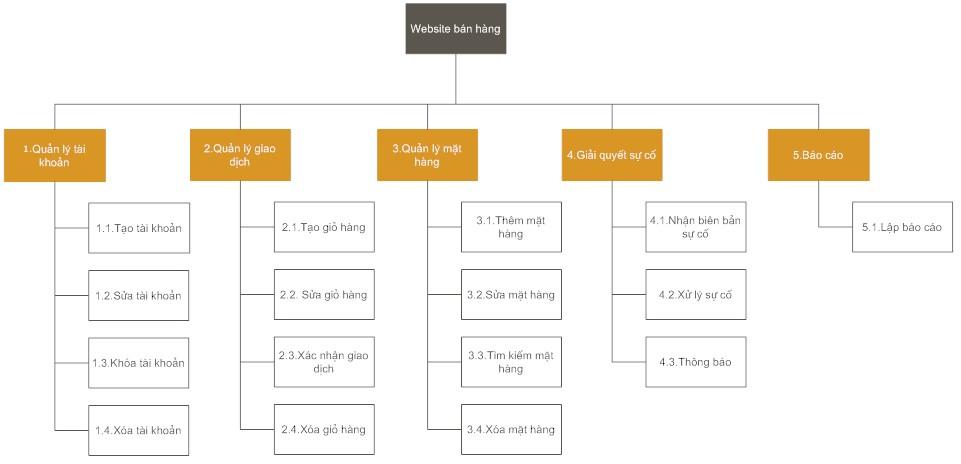 Website bán hàng
1.Quản lý tài
khoản
2.Quản lý giao
dịch
3.Quản lý mặt
hàng
4.Giải quyết sự cố
5.Báo cáo
1.1.Tạo tài khoản
1.2.Sửa tài khoản
1.3.Khóa tài khoản
1.4.Xóa tài khoản
2.1.Tạo giỏ hàng
2.2. Sửa giỏ hàng
2.3.Xác nhận giao
dịch
2.4.Xóa giỏ hàng
3.1.Thêm mặt
hàng
3.2.Sửa mặt hàng
3.3.Tìm kiếm mặt
hàng
3.4.Xóa mặt hàng
4.1.Nhận biên bản
sự cố
4.2.Xử lý sự cố
4.3.Thông báo
5.1.Lập báo cáo